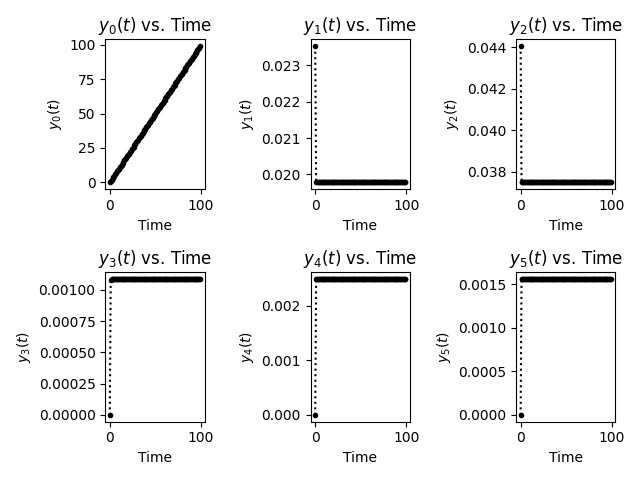 y₀(t) vs. Time
y₁(t) vs. Time
y₂(t) vs. Time
100
75
50
25
0
y₀(t)
0
100
Time
0.023
0.022
0.021
0.020
y₁(t)
0
100
Time
0.044
0.042
0.040
0.038
y₂(t)
0
100
Time
y₃(t) vs. Time
y₄(t) vs. Time
y₅(t) vs. Time
0.00100
0.00075
0.00050
0.00025
0.00000
y₃(t)
0
100
Time
0.002
0.001
0.000
y₄(t)
0
100
Time
0.0015
0.0010
0.0005
0.0000
y₅(t)
0
100
Time